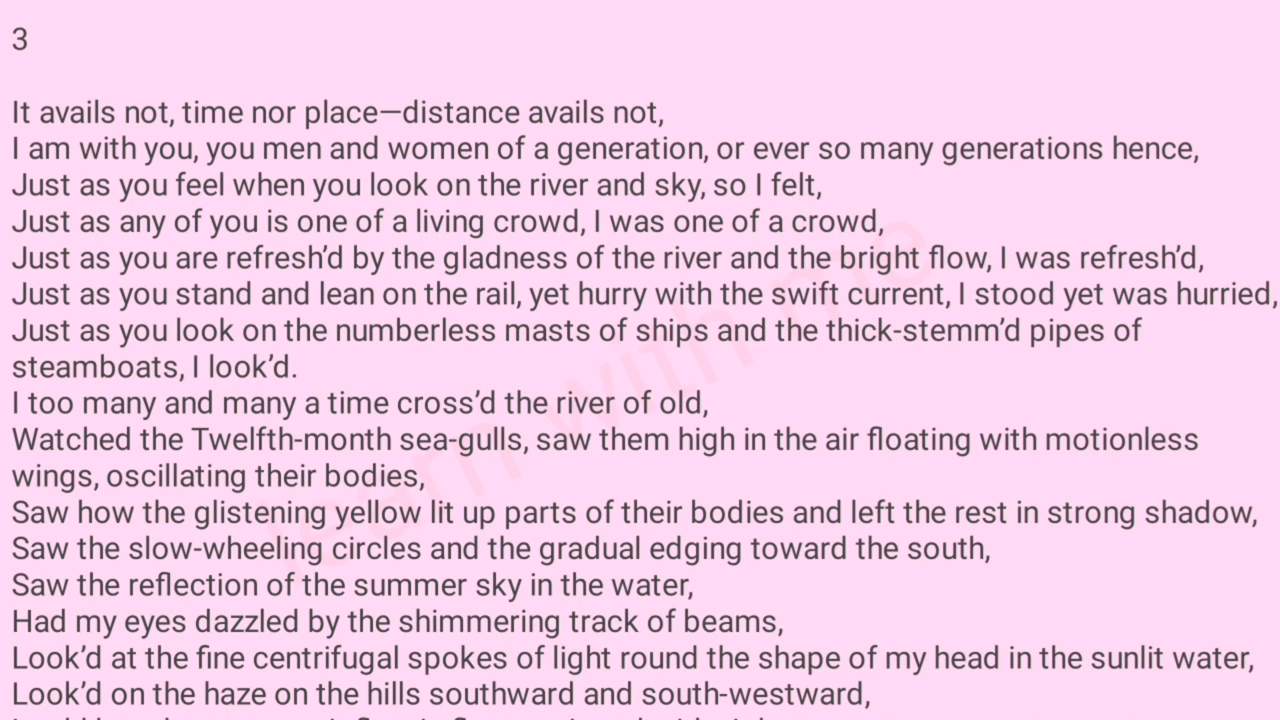 3
It avails not, time nor place—distance avails not,
I am with you, you men and women of a generation, or ever so many generations hence,
Just as you feel when you look on the river and sky, so I felt,
Just as any of you is one of a living crowd, I was one of a crowd,
Just as you are refresh’d by the gladness of the river and the bright flow, I was refresh’d,
Just as you stand and lean on the rail, yet hurry with the swift current, I stood yet was hurried,
Just as you look on the numberless masts of ships and the thick-stemm’d pipes of
steamboats, I look’d.
I too many and many a time cross’d the river of old,
Watched the Twelfth-month sea-gulls, saw them high in the air floating with motionless
wings, oscillating their bodies,
Saw how the glistening yellow lit up parts of their bodies and left the rest in strong shadow,
Saw the slow-wheeling circles and the gradual edging toward the south,
Saw the reflection of the summer sky in the water,
Had my eyes dazzled by the shimmering track of beams,
Look’d at the fine centrifugal spokes of light round the shape of my head in the sunlit water,
Look’d on the haze on the hills southward and south-westward,
learn with me